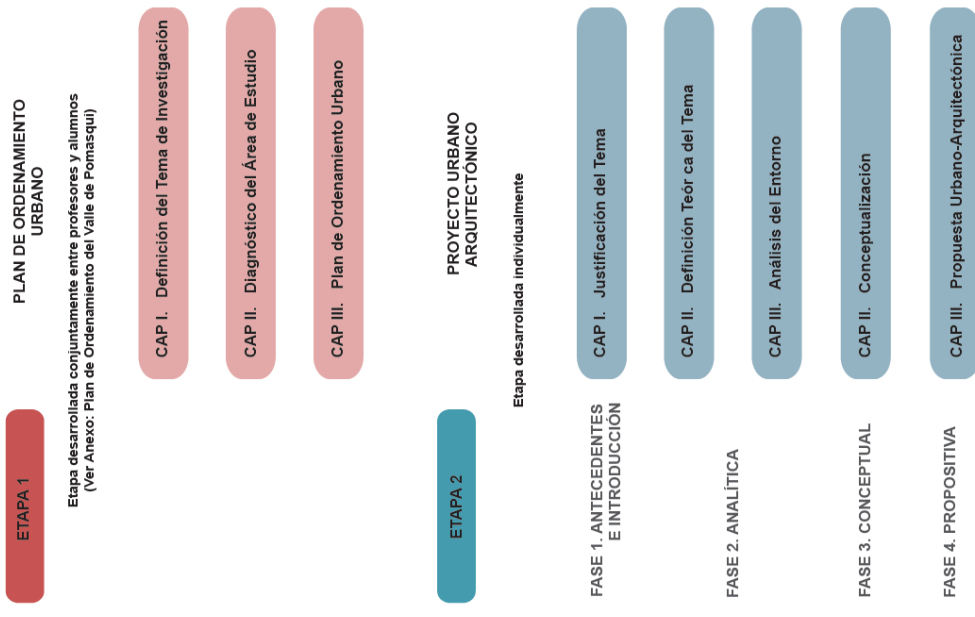 ETAPA 1
PLAN DE ORDENAMIENTO
URBANO
Etapa desarrollada conjuntamente entre profesores y alumnos
(Ver Anexo: Plan de Ordenamiento del Valle de Pomasqui)
CAP I. Definición del Tema de Investigación
CAP II. Diagnóstico del Área de Estudio
CAP III. Plan de Ordenamiento Urbano
ETAPA 2
PROYECTO URBANO
ARQUITECTÓNICO
Etapa desarrollada individualmente
FASE 1. ANTECEDENTES
E INTRODUCCIÓN
CAP I. Justificación del Tema
FASE 2. ANALÍTICA
CAP II. Definición Teór ca del Tema
CAP III. Análisis del Entorno
FASE 3. CONCEPTUAL
CAP II. Conceptualización
FASE 4. PROPOSITIVA
CAP III. Propuesta Urbano-Arquitectónica